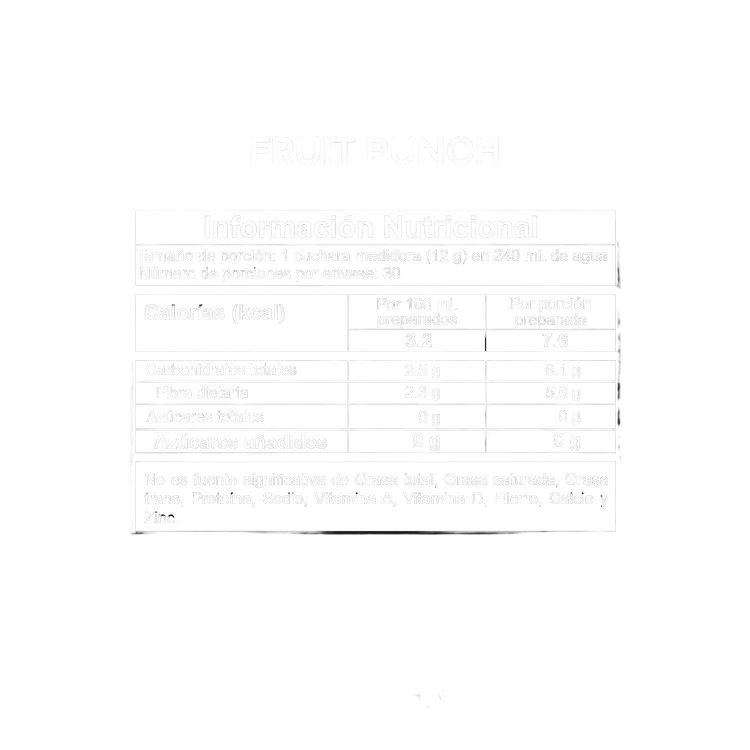 FRUIT PUNCH
Información Nutricional
Tamaño de porción: 1 cuchara medidora (12 g) en 240 mL de agua
Número de porciones por envase: 30
Calorías (kcal)
Por 100 mL preparados
Por porción preparada
3.2
7.6
Carbohidratos totales 2.5 g 6.1 g
Fibra dietaria 2.3 g 5.5 g
Azúcares totales 0 g 0 g
Azúcares añadidos 0 g 0 g
No es fuente significativa de Grasa total, Grasa saturada, Grasa
trans, Proteína, Sodio, Vitamina A, Vitamina D, Hierro, Calcio y
Zinc.